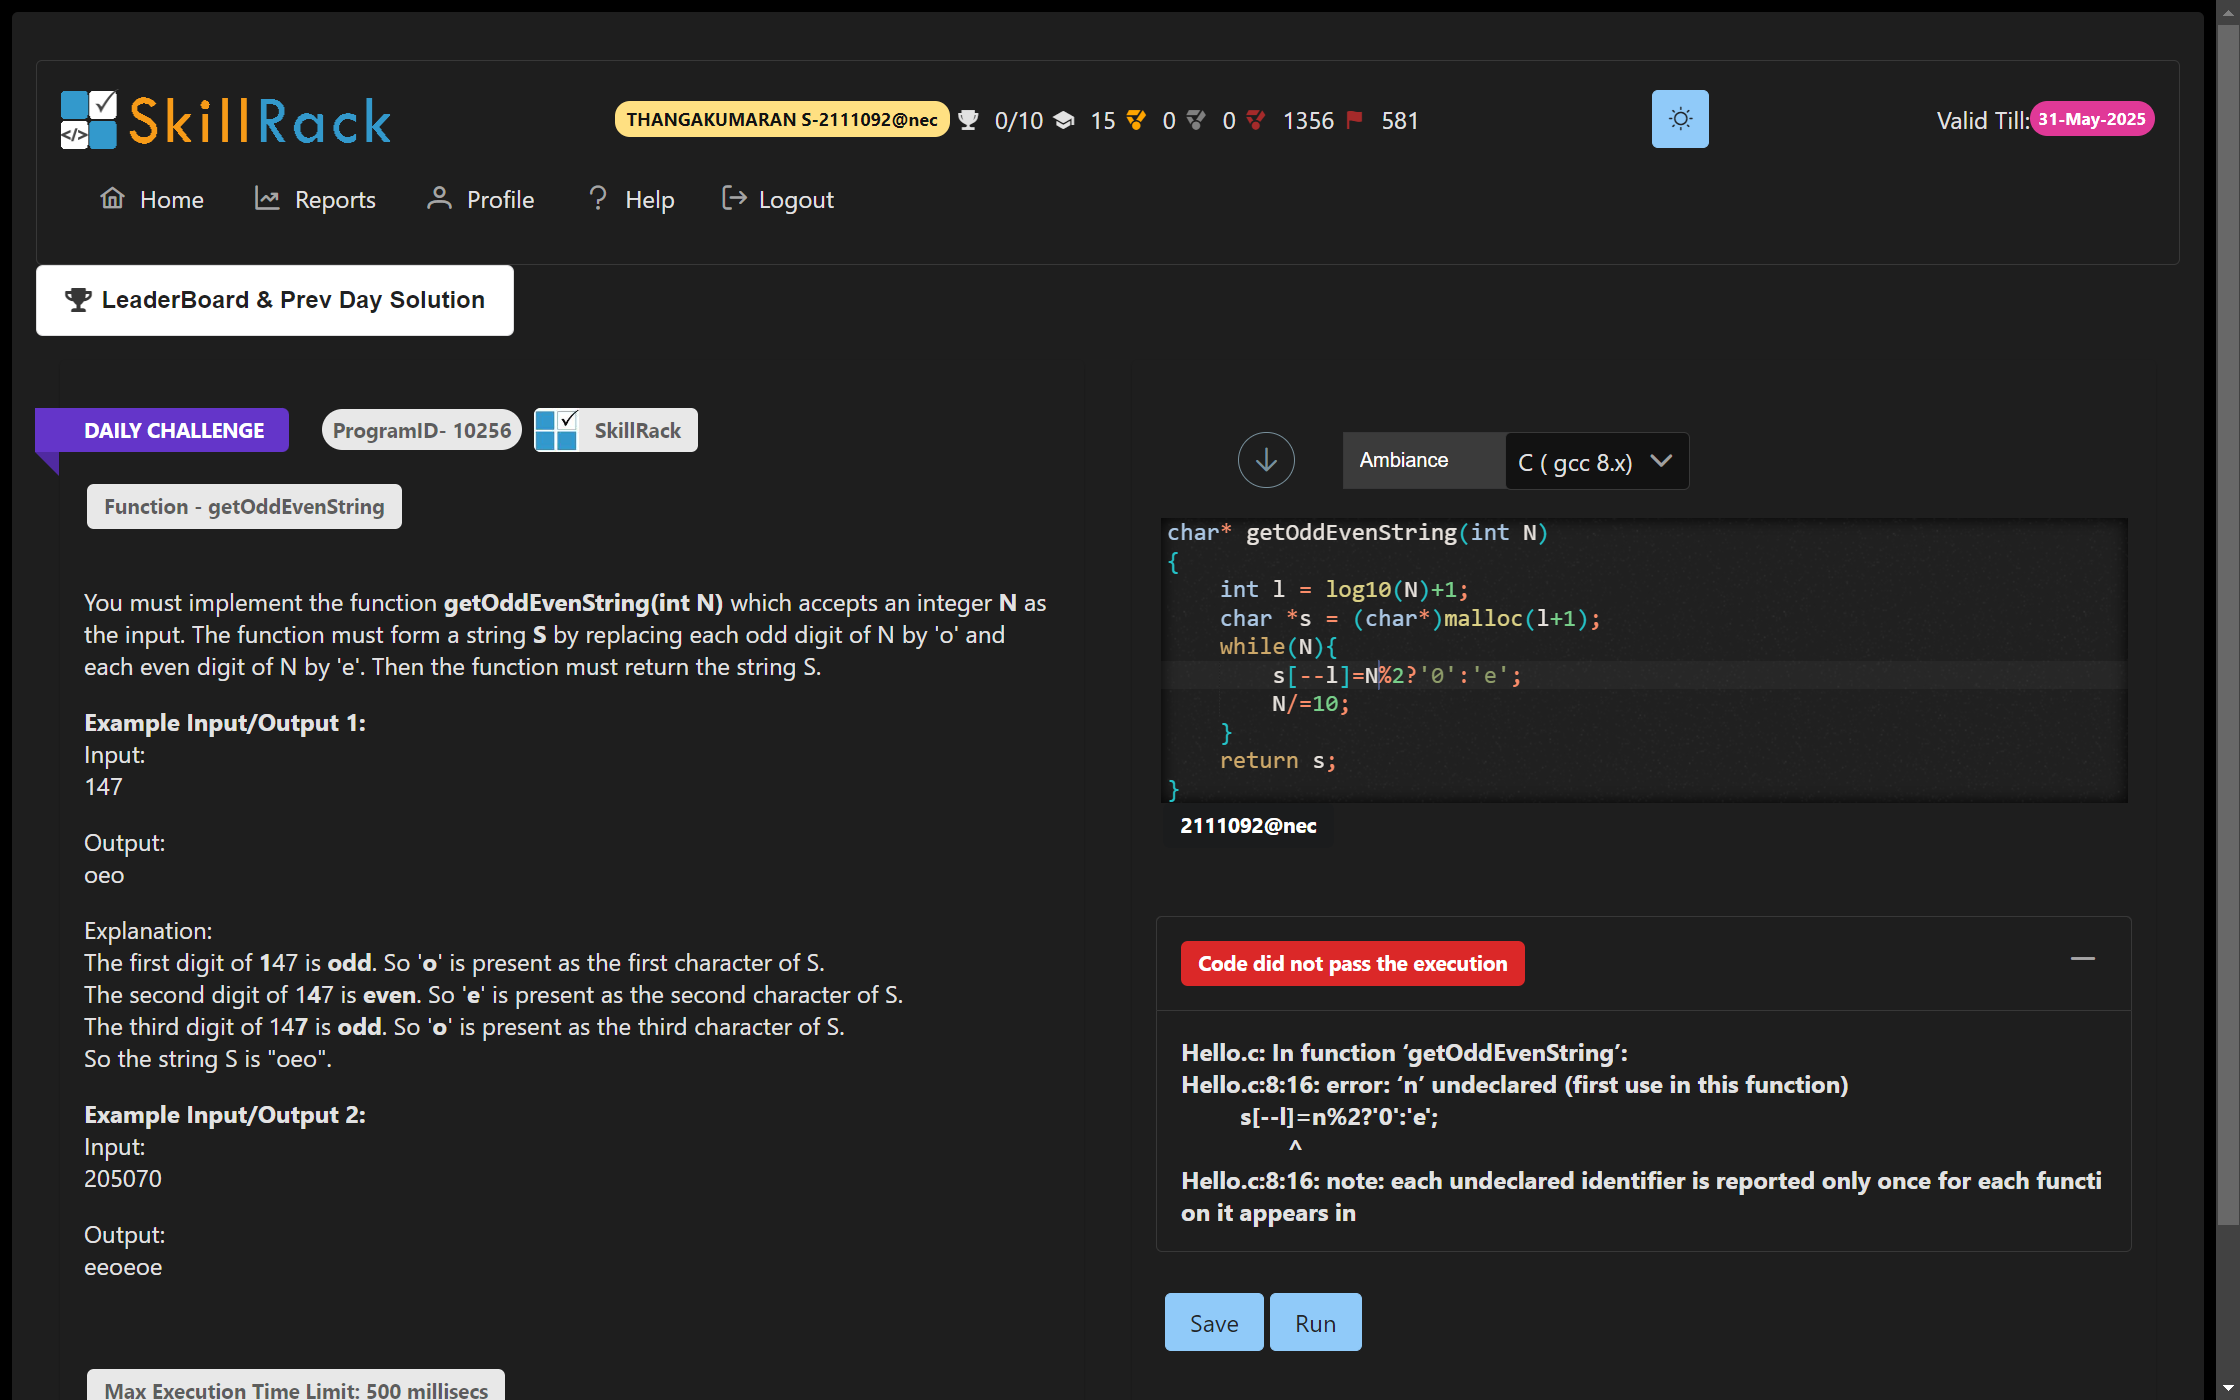 SkillRack
THANGAKUMARAN S-2111092@nec 0/10 15 0 0 1356 581
Valid Till: 31-May-2025
Home Reports Profile Help Logout
LeaderBoard & Prev Day Solution
DAILY CHALLENGE ProgramID- 10256 SkillRack
Function - getOddEvenString
You must implement the function getOddEvenString(int N) which accepts an integer N as
the input. The function must form a string S by replacing each odd digit of N by 'o' and
each even digit of N by 'e'. Then the function must return the string S.
Example Input/Output 1:
Input:
147
Output:
oeo
Explanation:
The first digit of 147 is odd. So 'o' is present as the first character of S.
The second digit of 147 is even. So 'e' is present as the second character of S.
The third digit of 147 is odd. So 'o' is present as the third character of S.
So the string S is "oeo".
Example Input/Output 2:
Input:
205070
Output:
eeoeoe
Max Execution Time Limit: 500 millisecs
Ambiance C ( gcc 8.x)
char* getOddEvenString(int N)
{
    int l = log10(N)+1;
    char *s = (char*)malloc(l+1);
    while(N){
        s[--l]=N%2?'0':'e';
        N/=10;
    }
    return s;
}
2111092@nec
Code did not pass the execution
Hello.c: In function ‘getOddEvenString’:
Hello.c:8:16: error: ‘n’ undeclared (first use in this function)
s[--l]=n%2?'0':'e';
^
Hello.c:8:16: note: each undeclared identifier is reported only once for each functi
on it appears in
Save Run